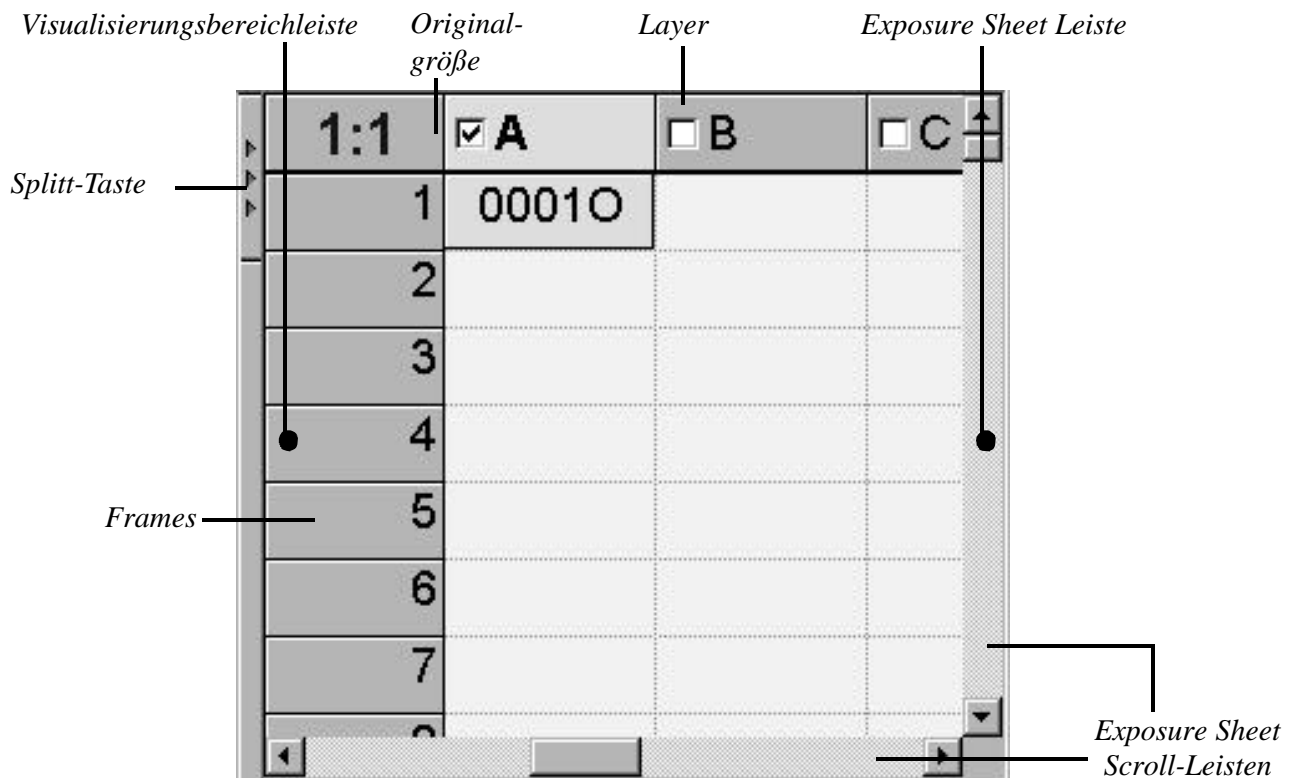 Visualisierungsbereichleiste
Original-
größe
Layer
Exposure Sheet Leiste
1:1
A
B
C
Splitt-Taste
1
0001O
2
3
4
Frames
5
6
7
Exposure Sheet
Scroll-Leisten